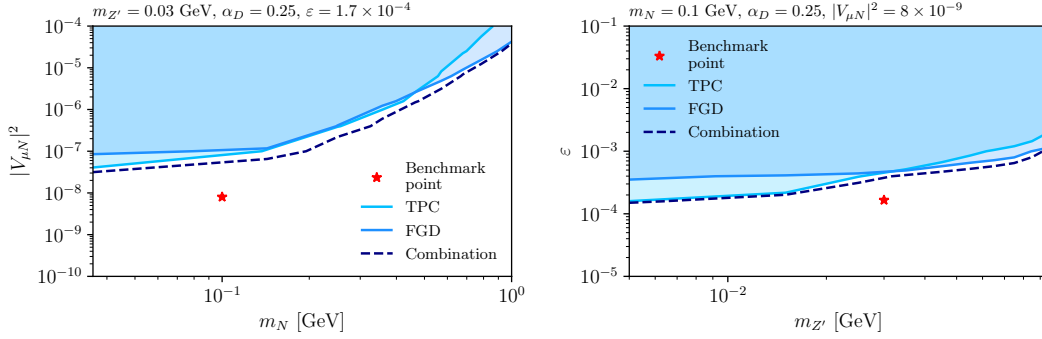 m_{Z'} = 0.03 GeV, α_D = 0.25, ε = 1.7 × 10^{-4}
10^{-4}
10^{-5}
10^{-6}
10^{-7}
10^{-8}
10^{-9}
10^{-10}
|V_{μN}|^2
Benchmark
point
TPC
FGD
Combination
10^{-1}
10^0
m_N [GeV]
m_N = 0.1 GeV, α_D = 0.25, |V_{μN}|^2 = 8 × 10^{-9}
10^{-1}
10^{-2}
10^{-3}
10^{-4}
10^{-5}
ε
Benchmark
point
TPC
FGD
Combination
10^{-2}
m_{Z'} [GeV]